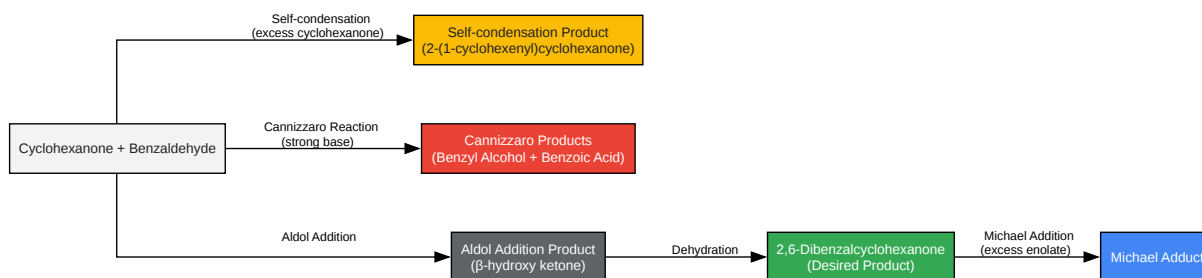 Self-condensation
(excess cyclohexanone)
Self-condensation Product
(2-(1-cyclohexenyl)cyclohexanone)
Cyclohexanone + Benzaldehyde
Cannizzaro Reaction
(strong base)
Cannizzaro Products
(Benzyl Alcohol + Benzoic Acid)
Aldol Addition
Aldol Addition Product
(β-hydroxy ketone)
Dehydration
2,6-Dibenzalcyclohexanone
(Desired Product)
Michael Addition
(excess enolate)
Michael Adduct